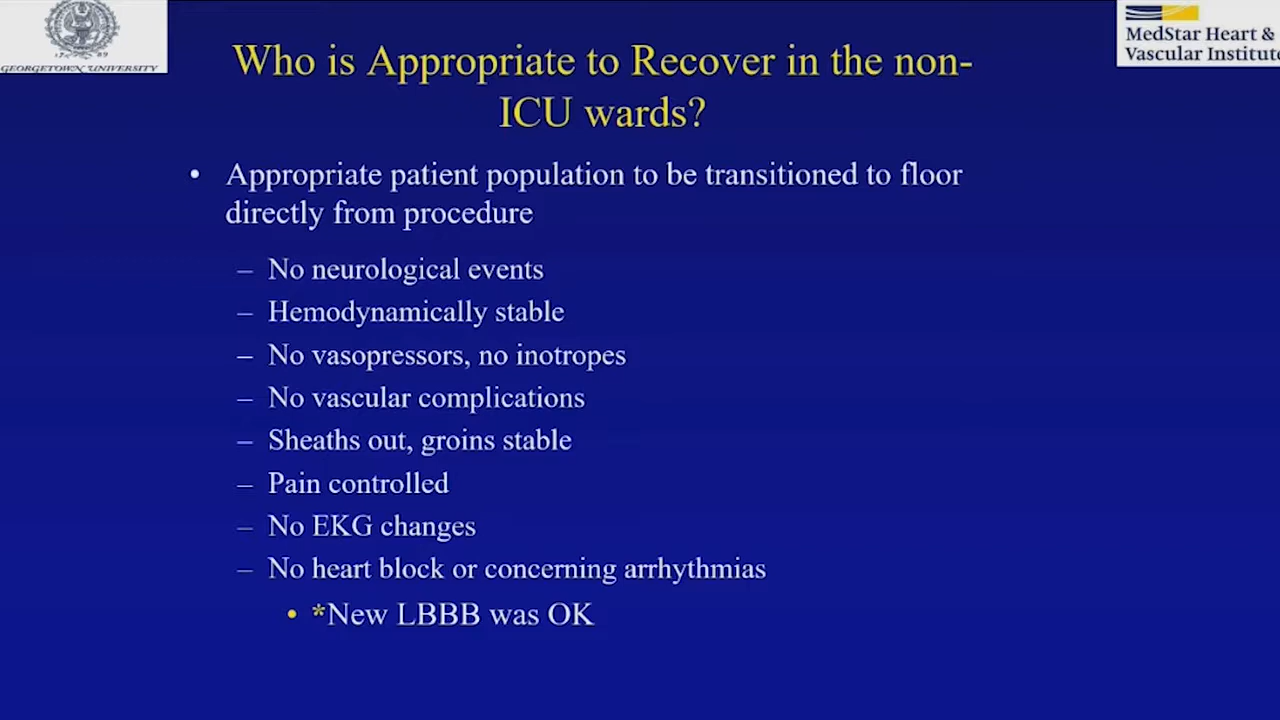 GEORGETOWN UNIVERSITY
MedStar Heart &
Vascular Institute
Who is Appropriate to Recover in the non-
ICU wards?
• Appropriate patient population to be transitioned to floor
directly from procedure
– No neurological events
– Hemodynamically stable
– No vasopressors, no inotropes
– No vascular complications
– Sheaths out, groins stable
– Pain controlled
– No EKG changes
– No heart block or concerning arrhythmias
• *New LBBB was OK